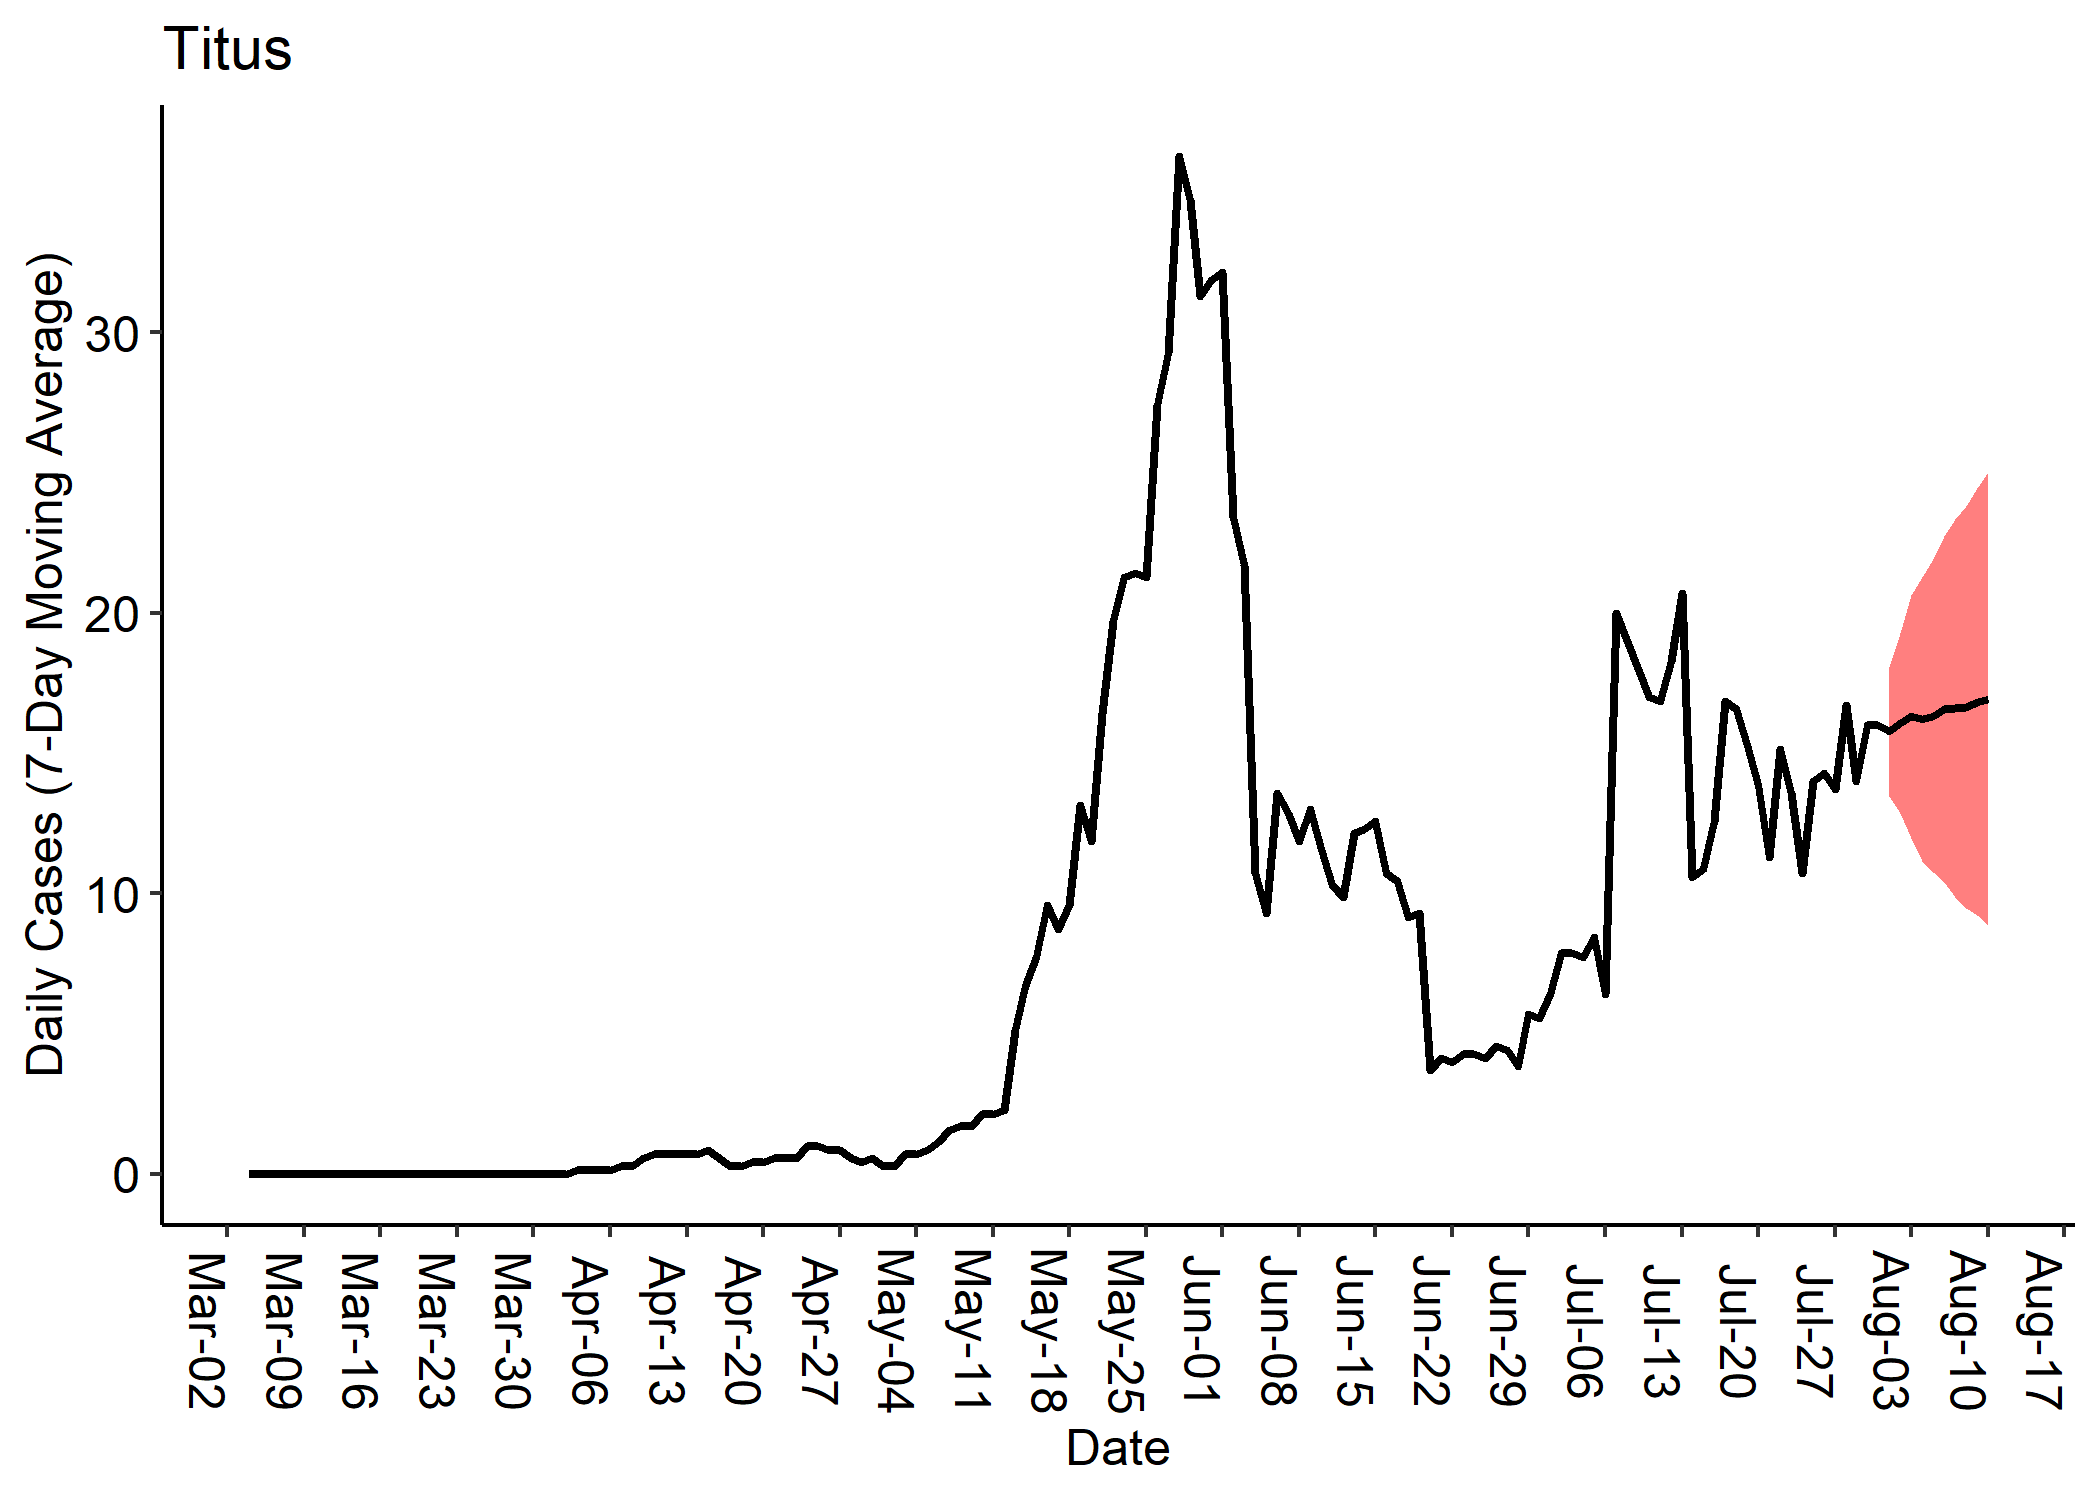 Titus
Daily Cases (7-Day Moving Average)
30
20
10
0
Mar-02
Mar-09
Mar-16
Mar-23
Mar-30
Apr-06
Apr-13
Apr-20
Apr-27
May-04
May-11
May-18
May-25
Jun-01
Jun-08
Jun-15
Jun-22
Jun-29
Jul-06
Jul-13
Jul-20
Jul-27
Aug-03
Aug-10
Aug-17
Date